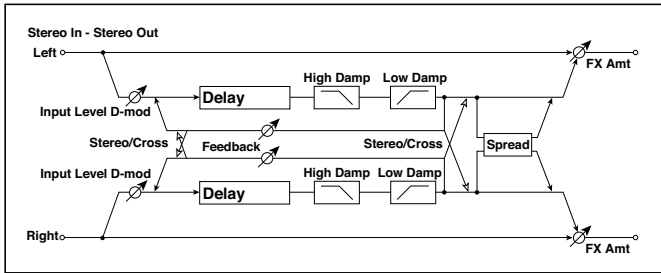 Stereo In - Stereo Out
Left
FX Amt
High Damp Low Damp
Delay
Input Level D-mod
Stereo/Cross Feedback Stereo/Cross
Spread
Input Level D-mod
High Damp Low Damp
Delay
Right
FX Amt